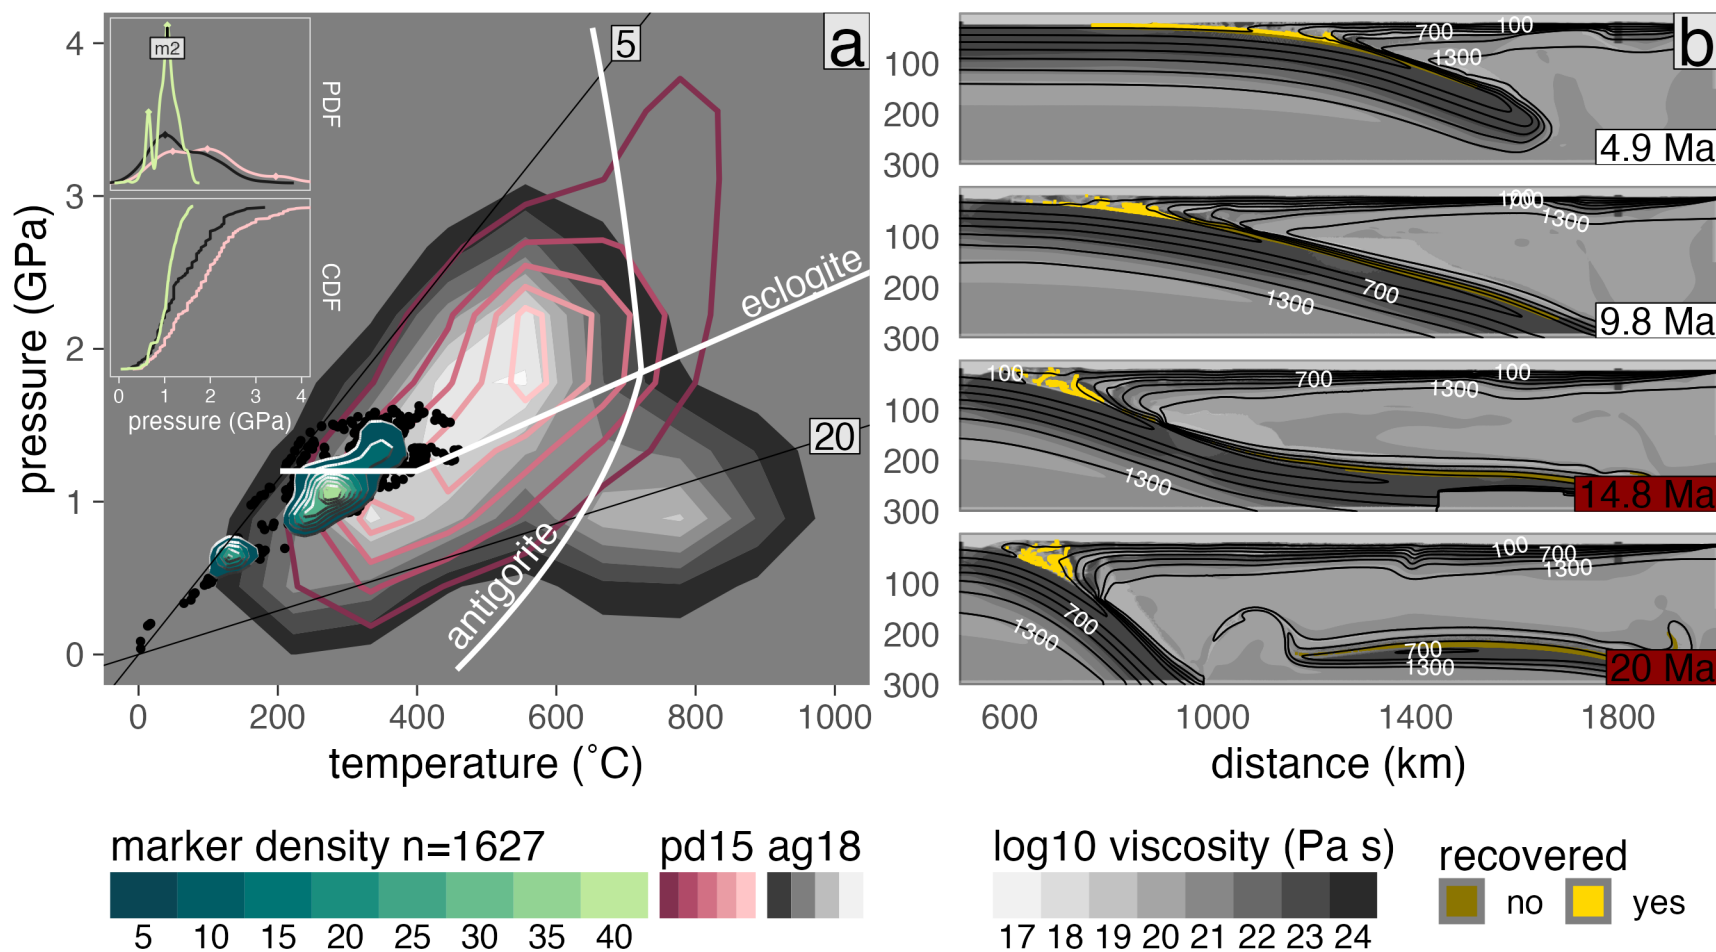 a
5
20
m2
PDF
CDF
0 1 2 3 4
pressure (GPa)
eclogite
antigorite
4
3
2
1
0
pressure (GPa)
0 200 400 600 800 1000
temperature (˚C)
b
100
200
300
700 100
1300
4.9 Ma
100
200
300
100 700
1300
1300 700
9.8 Ma
100
200
300
100 700 100
1300
1300
14.8 Ma
100
200
300
100 700
1300
700
1300
700
1300
20 Ma
600 1000 1400 1800
distance (km)
marker density n=1627
5 10 15 20 25 30 35 40
pd15 ag18
log10 viscosity (Pa s)
17 18 19 20 21 22 23 24
recovered
no yes